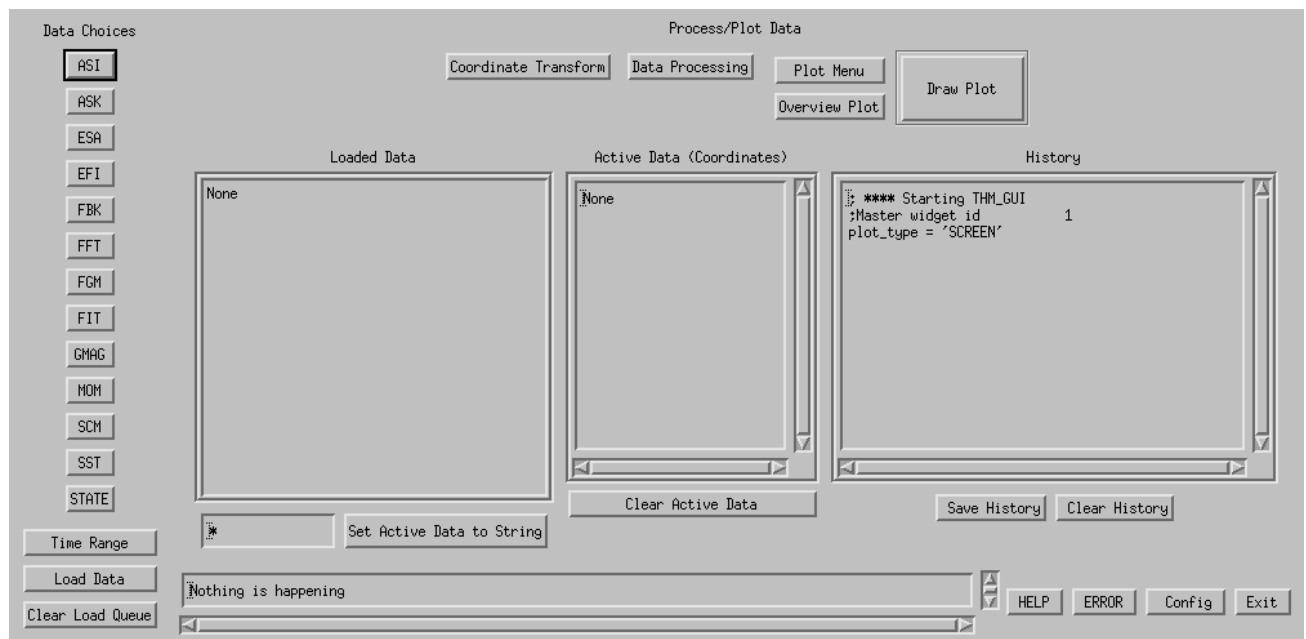 Data Choices
ASI
ASK
ESA
EFI
FBK
FFT
FGM
FIT
GMAG
MOM
SCM
SST
STATE
Time Range
Load Data
Clear Load Queue
Process/Plot Data
Coordinate Transform
Data Processing
Plot Menu
Overview Plot
Draw Plot
Loaded Data
None
*
Set Active Data to String
Active Data (Coordinates)
None
Clear Active Data
History
; **** Starting THM_GUI
;Master widget id 1
plot_type = 'SCREEN'
Save History
Clear History
Nothing is happening
HELP
ERROR
Config
Exit